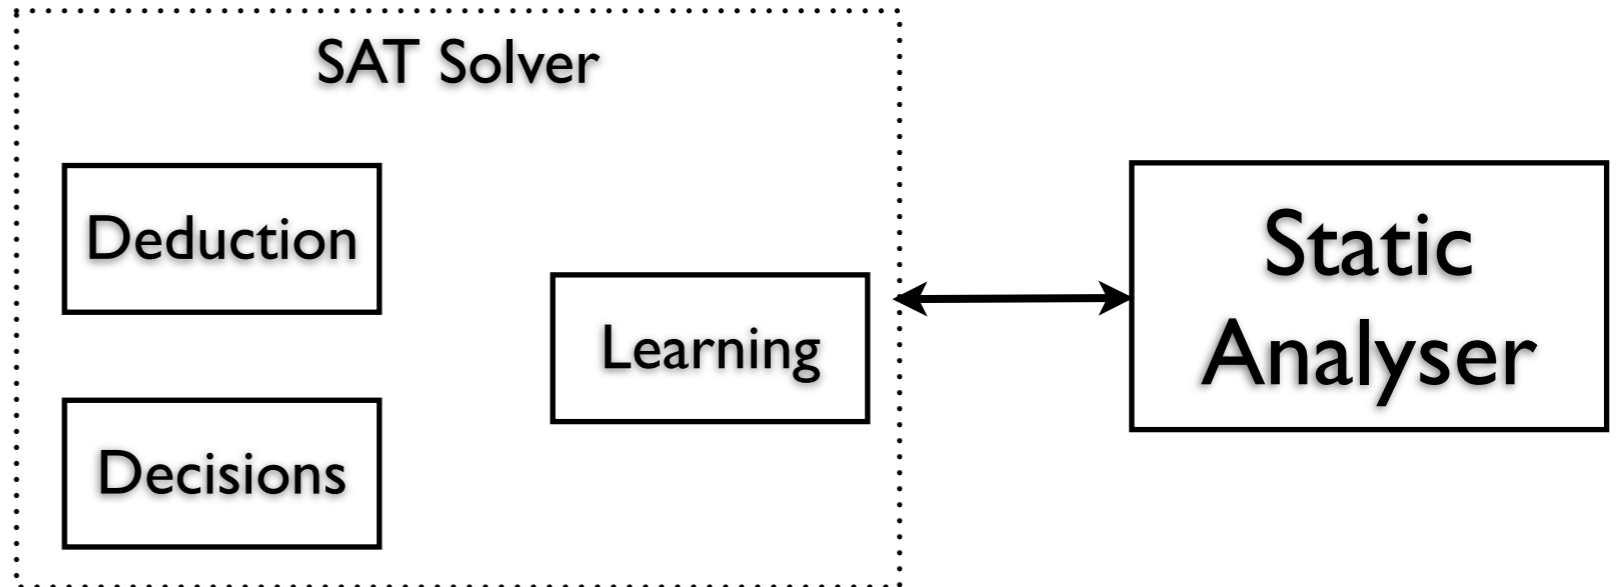 SAT Solver
Deduction
Learning
Decisions
Static
Analyser